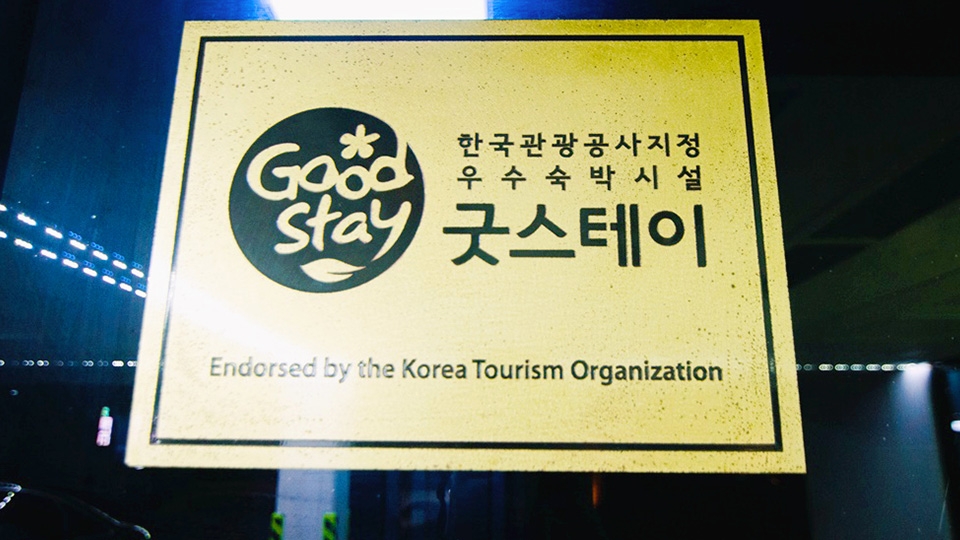 Good
stay
한국관광공사지정
우수숙박시설
굿스테이
Endorsed by the Korea Tourism Organization